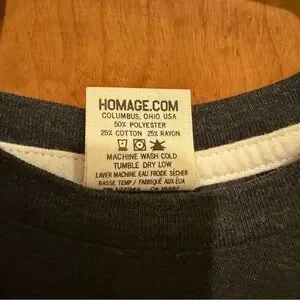 HOMAGE.COM
COLUMBUS, OHIO USA
50% POLYESTER
25% COTTON 25% RAYON
MACHINE WASH COLD
TUMBLE DRY LOW
LAVER MACHINE EAU FROIDE SÉCHER
BASSE TEMP/ FABRIQUÉ AUX EUA